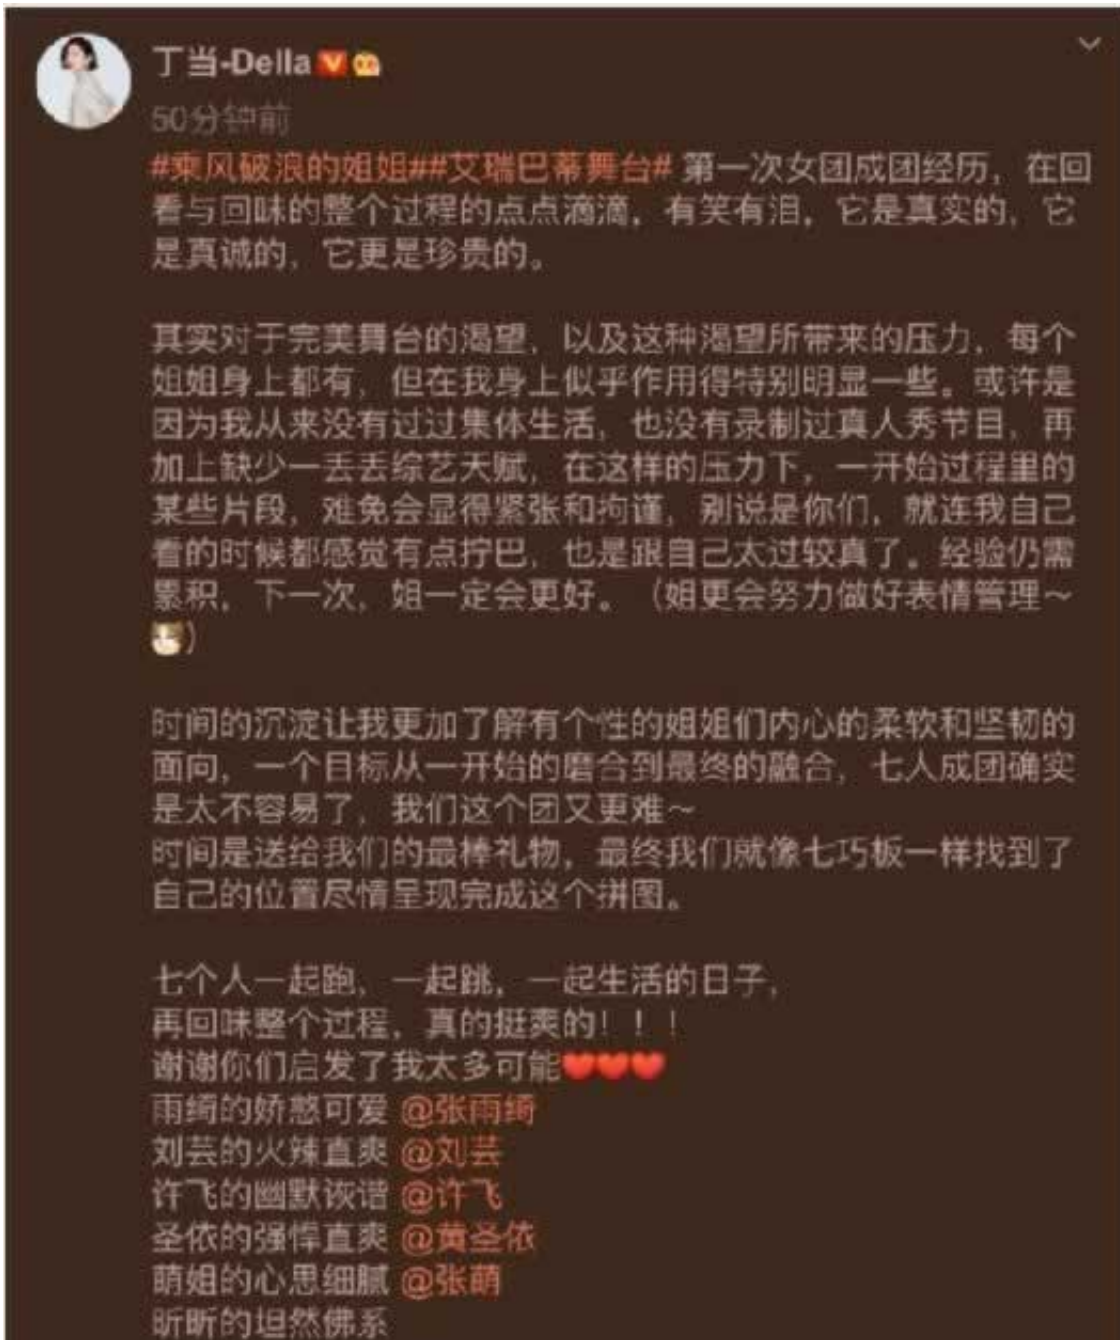 丁当-Della
50分钟前
#乘风破浪的姐姐##艾瑞巴蒂舞台# 第一次女团成团经历，在回
看与回味的整个过程的点点滴滴，有笑有泪，它是真实的，它
是真诚的，它更是珍贵的。
其实对于完美舞台的渴望，以及这种渴望所带来的压力，每个
姐姐身上都有，但在我身上似乎作用得特别明显一些。或许是
因为我从来没有过过集体生活，也没有录制过真人秀节目，再
加上缺少一丢丢综艺天赋，在这样的压力下，一开始过程里的
某些片段，难免会显得紧张和拘谨，别说是你们，就连我自己
看的时候都感觉有点拧巴，也是跟自己太过较真了。经验仍需
累积，下一次，姐一定会更好。（姐更会努力做好表情管理～
）
时间的沉淀让我更加了解有个性的姐姐们内心的柔软和坚韧的
面向，一个目标从一开始的磨合到最终的融合，七人成团确实
是太不容易了，我们这个团又更难～
时间是送给我们的最棒礼物，最终我们就像七巧板一样找到了
自己的位置尽情呈现完成这个拼图。
七个人一起跑，一起跳，一起生活的日子，
再回味整个过程，真的挺爽的！！！
谢谢你们启发了我太多可能❤❤❤
雨绮的娇憨可爱 @张雨绮
刘芸的火辣直爽 @刘芸
许飞的幽默诙谐 @许飞
圣依的强悍直爽 @黄圣依
萌姐的心思细腻 @张萌
昕昕的坦然佛系